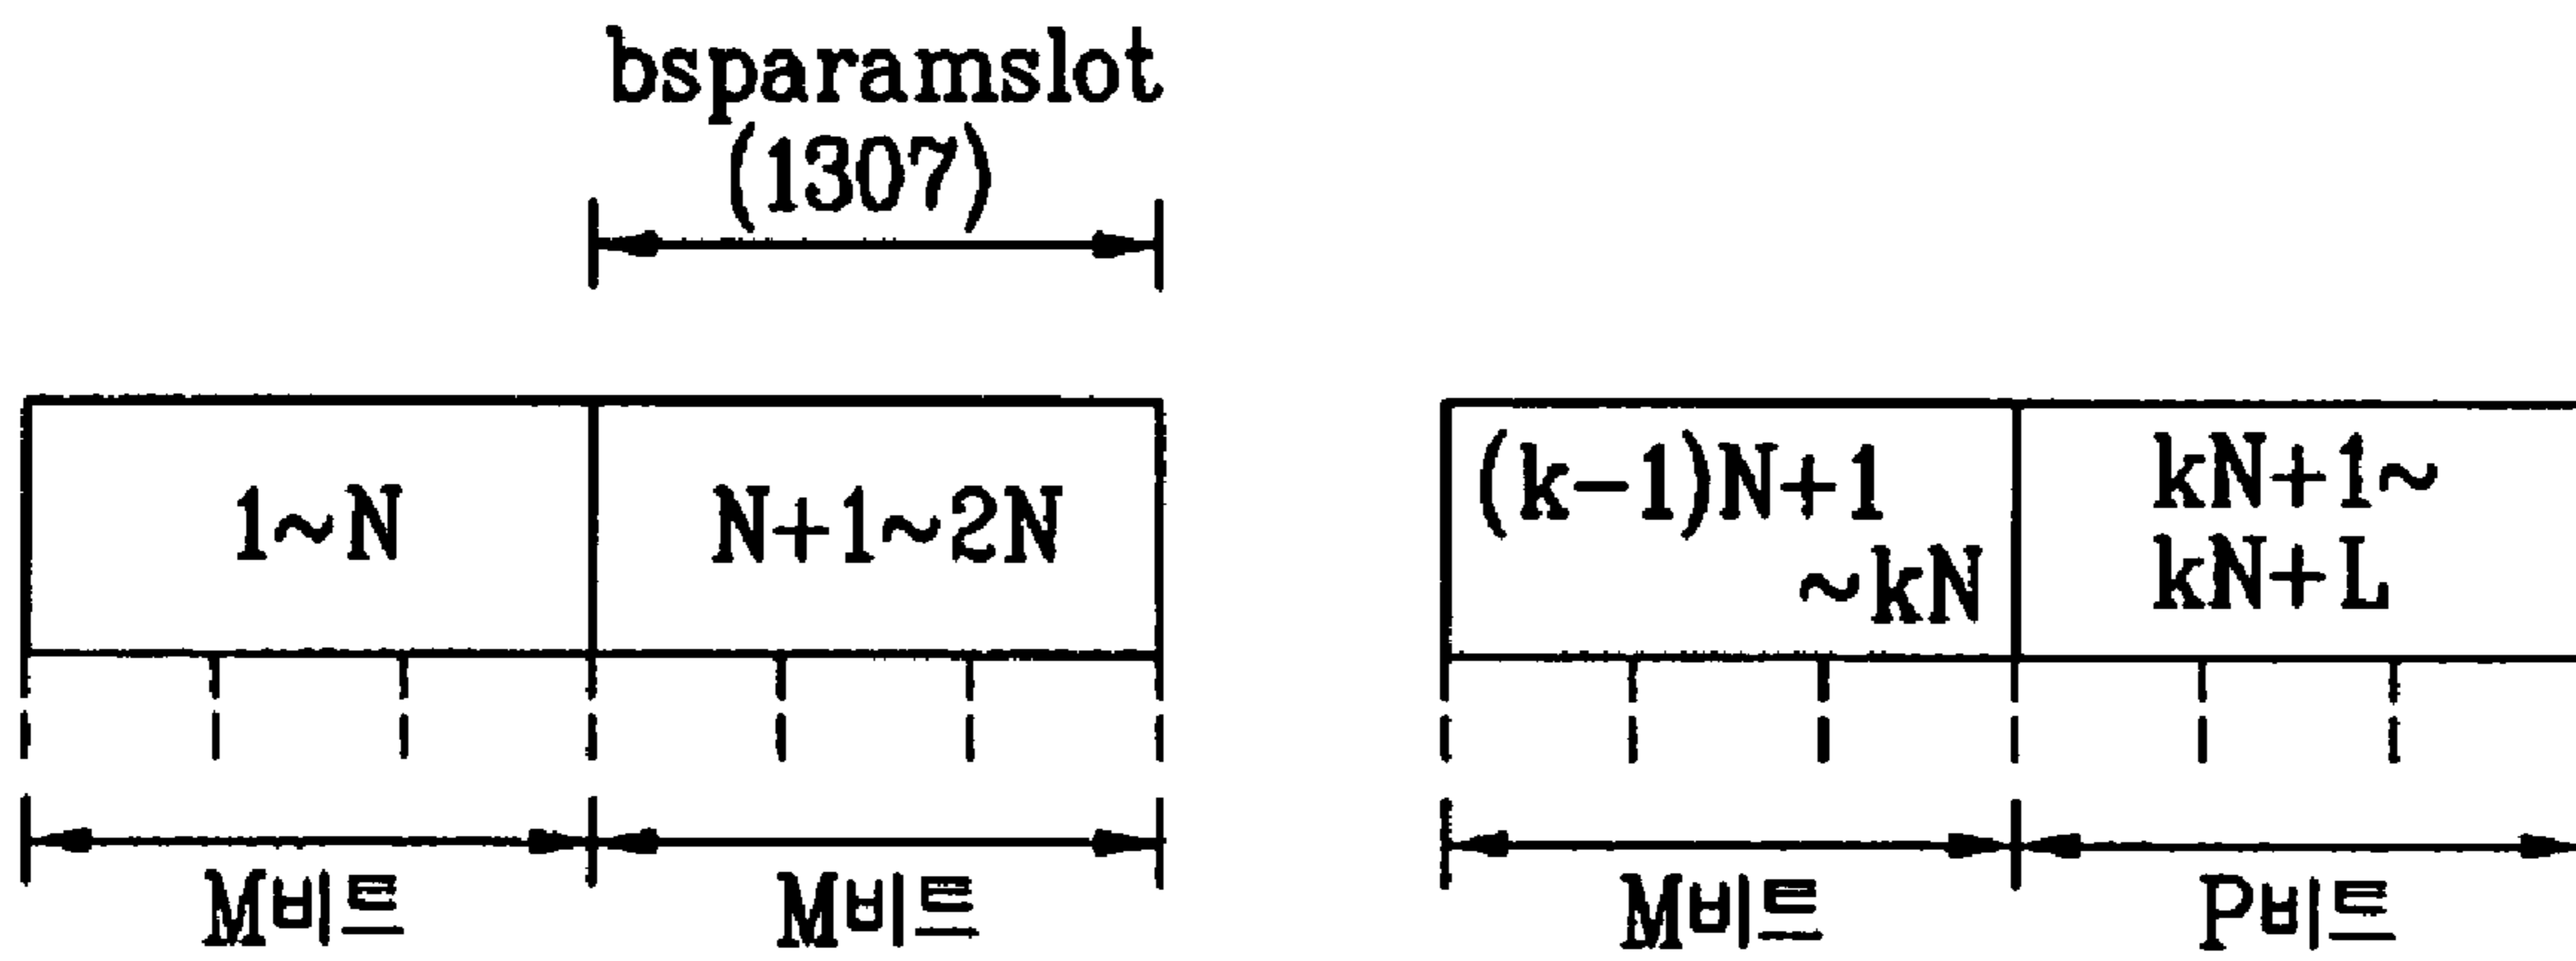 bsparamslot
(1307)
1~N
N+1~2N
(k-1)N+1
~kN
kN+1~
kN+L
M비트
M비트
M비트
P비트